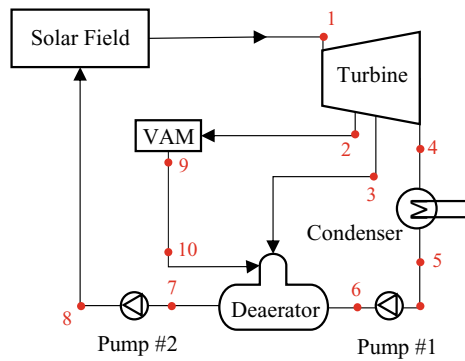 1
Solar Field
Turbine
VAM
2
4
9
3
10
Condenser
5
6
7
Deaerator
8
Pump #2
Pump #1